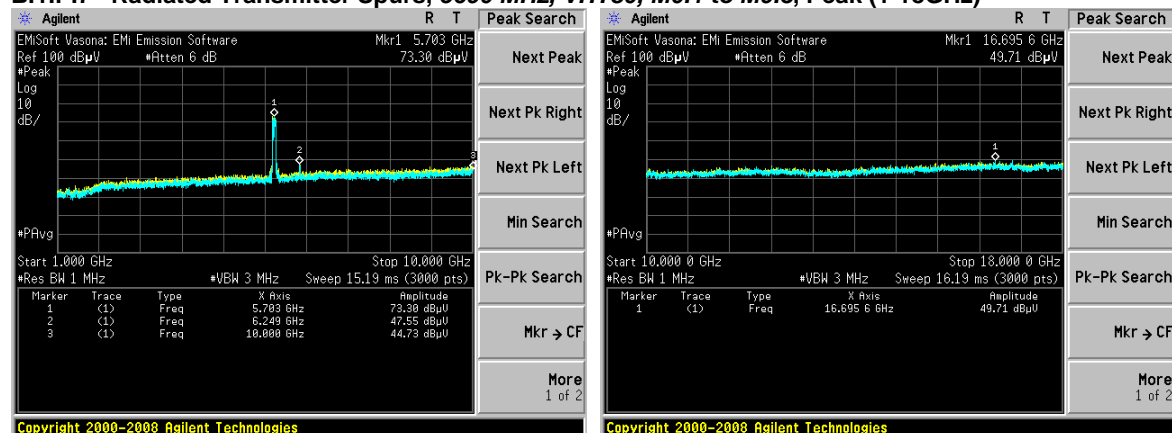 Agilent R T Peak Search
EMiSoft Vasona: EMi Emission Software Mkr1 5.703 GHz
Ref 100 dBµV #Atten 6 dB 73.30 dBµV
#Peak
Log
10
dB/
1
2
3
#PAvg
Start 1.000 GHz Stop 10.000 GHz
#Res BW 1 MHz #VBW 3 MHz Sweep 15.19 ms (3000 pts)
Marker Trace Type X Axis Amplitude
1 (1) Freq 5.703 GHz 73.30 dBµV
2 (1) Freq 6.249 GHz 47.55 dBµV
3 (1) Freq 10.000 GHz 44.73 dBµV
Next Peak
Next Pk Right
Next Pk Left
Min Search
Pk-Pk Search
Mkr → CF
More
1 of 2
Copyright 2000-2008 Agilent Technologies
Agilent R T Peak Search
EMiSoft Vasona: EMi Emission Software Mkr1 16.695 6 GHz
Ref 100 dBµV #Atten 6 dB 49.71 dBµV
#Peak
Log
10
dB/
1
#PAvg
Start 10.000 0 GHz Stop 18.000 0 GHz
#Res BW 1 MHz #VBW 3 MHz Sweep 16.19 ms (3000 pts)
Marker Trace Type X Axis Amplitude
1 (1) Freq 16.695 6 GHz 49.71 dBµV
Next Peak
Next Pk Right
Next Pk Left
Min Search
Pk-Pk Search
Mkr → CF
More
1 of 2
Copyright 2000-2008 Agilent Technologies